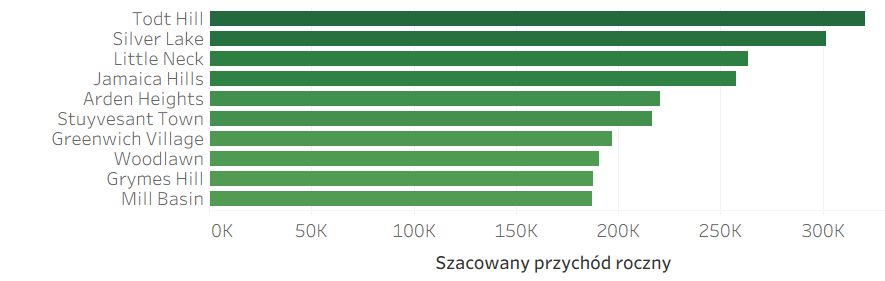 Todt Hill
Silver Lake
Little Neck
Jamaica Hills
Arden Heights
Stuyvesant Town
Greenwich Village
Woodlawn
Grymes Hill
Mill Basin
0K 50K 100K 150K 200K 250K 300K
Szacowany przychód roczny